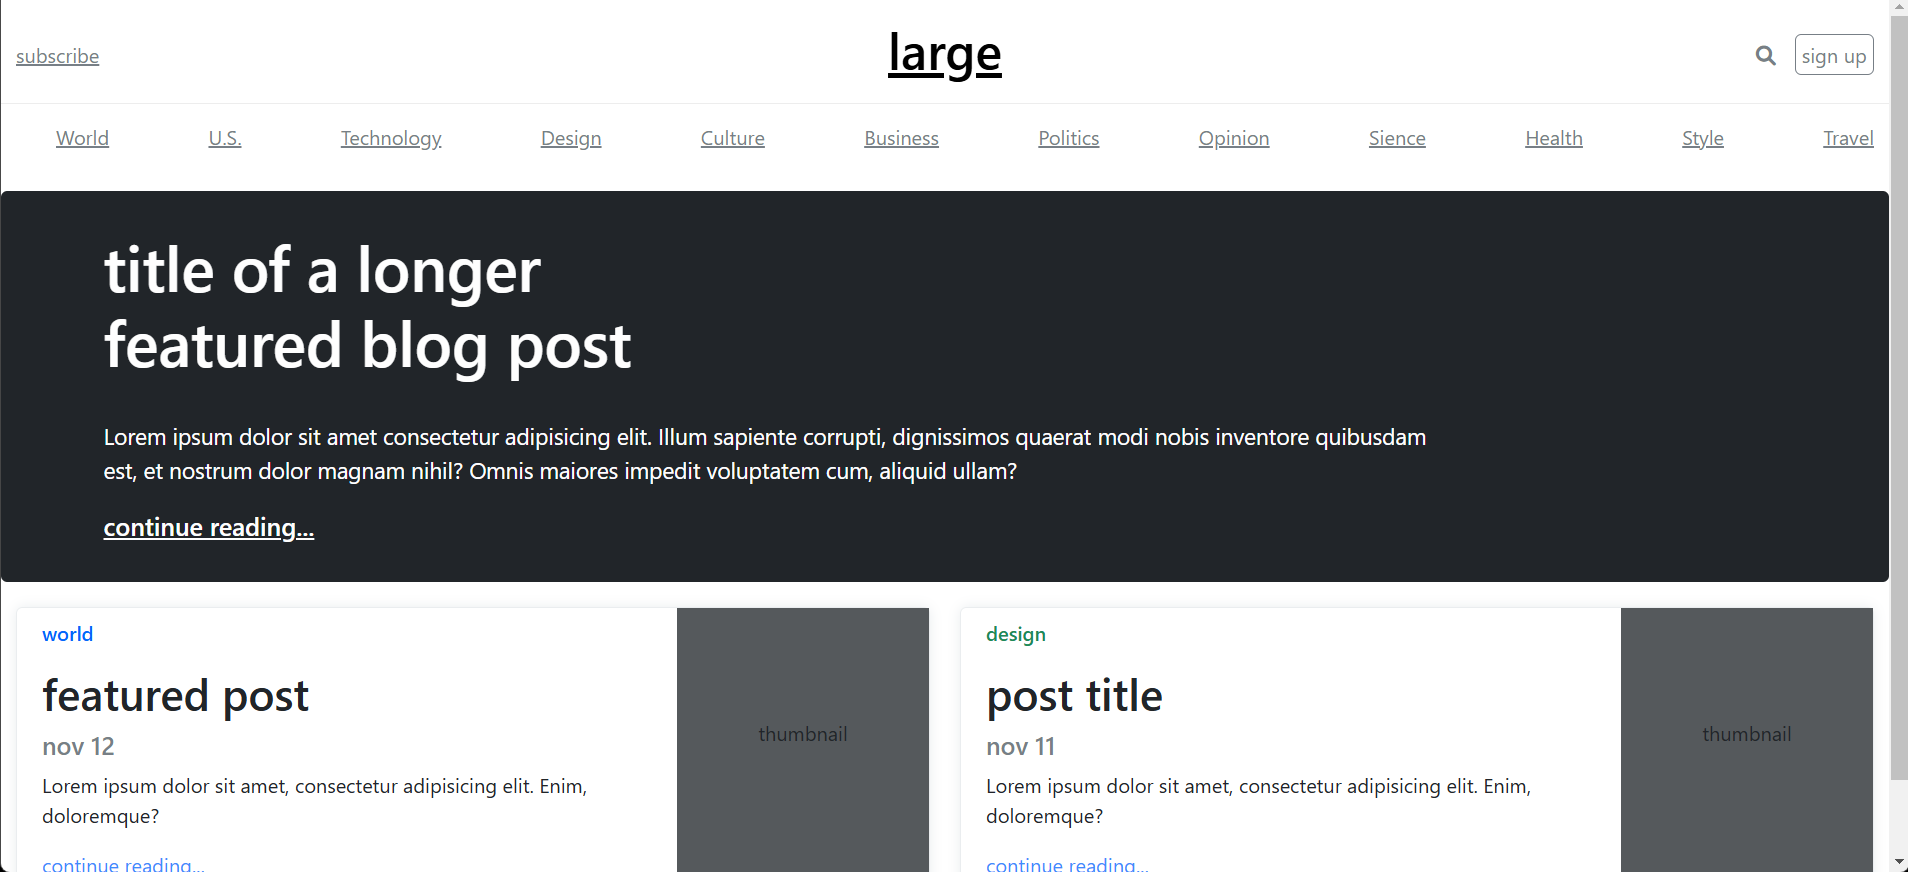 subscribe
large
sign up
World U.S. Technology Design Culture Business Politics Opinion Sience Health Style Travel
title of a longer
featured blog post
Lorem ipsum dolor sit amet consectetur adipisicing elit. Illum sapiente corrupti, dignissimos quaerat modi nobis inventore quibusdam
est, et nostrum dolor magnam nihil? Omnis maiores impedit voluptatem cum, aliquid ullam?
continue reading...
world
featured post
nov 12
Lorem ipsum dolor sit amet, consectetur adipisicing elit. Enim,
doloremque?
continue reading...
thumbnail
design
post title
nov 11
Lorem ipsum dolor sit amet, consectetur adipisicing elit. Enim,
doloremque?
continue reading...
thumbnail